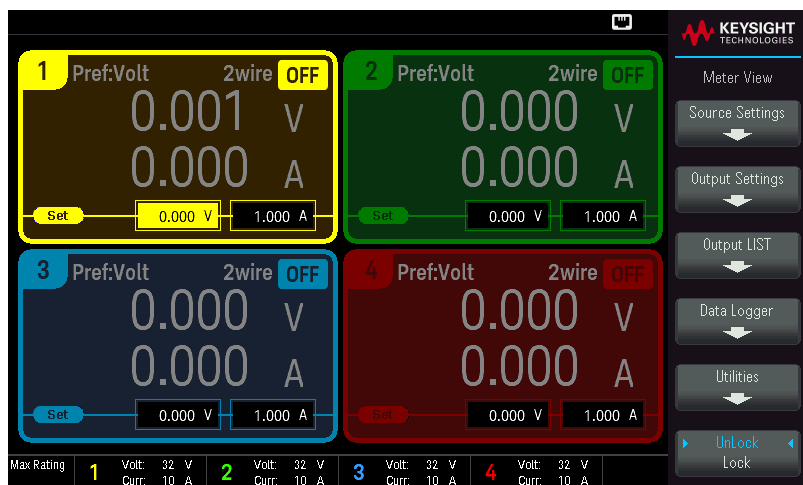 KEYSIGHT
TECHNOLOGIES
Meter View
1 Pref:Volt 2wire OFF
0.001 V
0.000 A
Set 0.000 V 1.000 A
2 Pref:Volt 2wire OFF
0.000 V
0.000 A
Set 0.000 V 1.000 A
3 Pref:Volt 2wire OFF
0.000 V
0.000 A
Set 0.000 V 1.000 A
4 Pref:Volt 2wire OFF
0.000 V
0.000 A
Set 0.000 V 1.000 A
Source Settings
Output Settings
Output LIST
Data Logger
Utilities
UnLock
Lock
Max Rating 1 Volt: 32 V 2 Volt: 32 V 3 Volt: 32 V 4 Volt: 32 V
Curr: 10 A Curr: 10 A Curr: 10 A Curr: 10 A